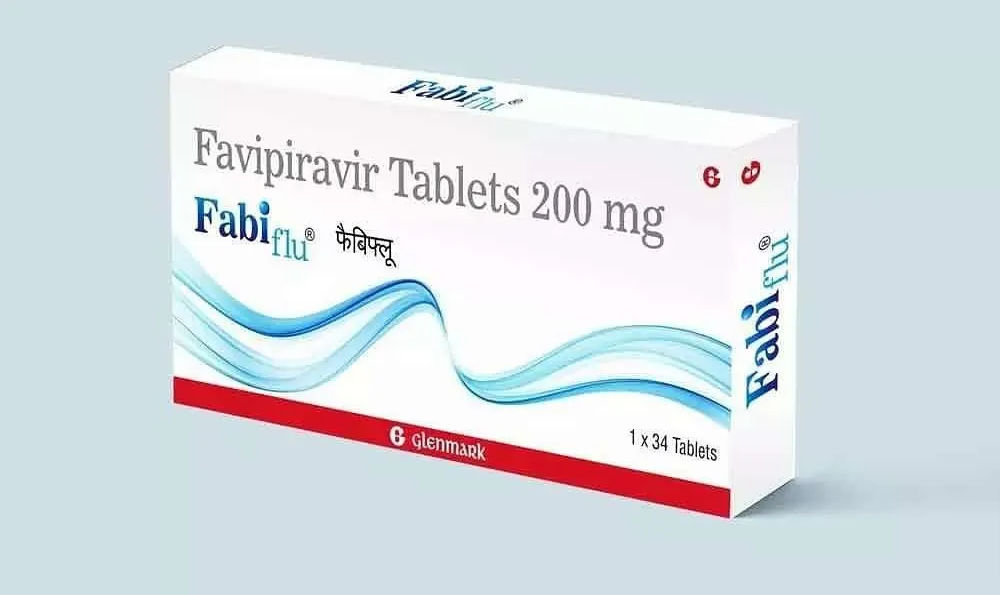 Fabiflu®
Favipiravir Tablets 200 mg
Fabiflu® फैबिफ्लू
1 x 34 Tablets
glenmark
Fabiflu®